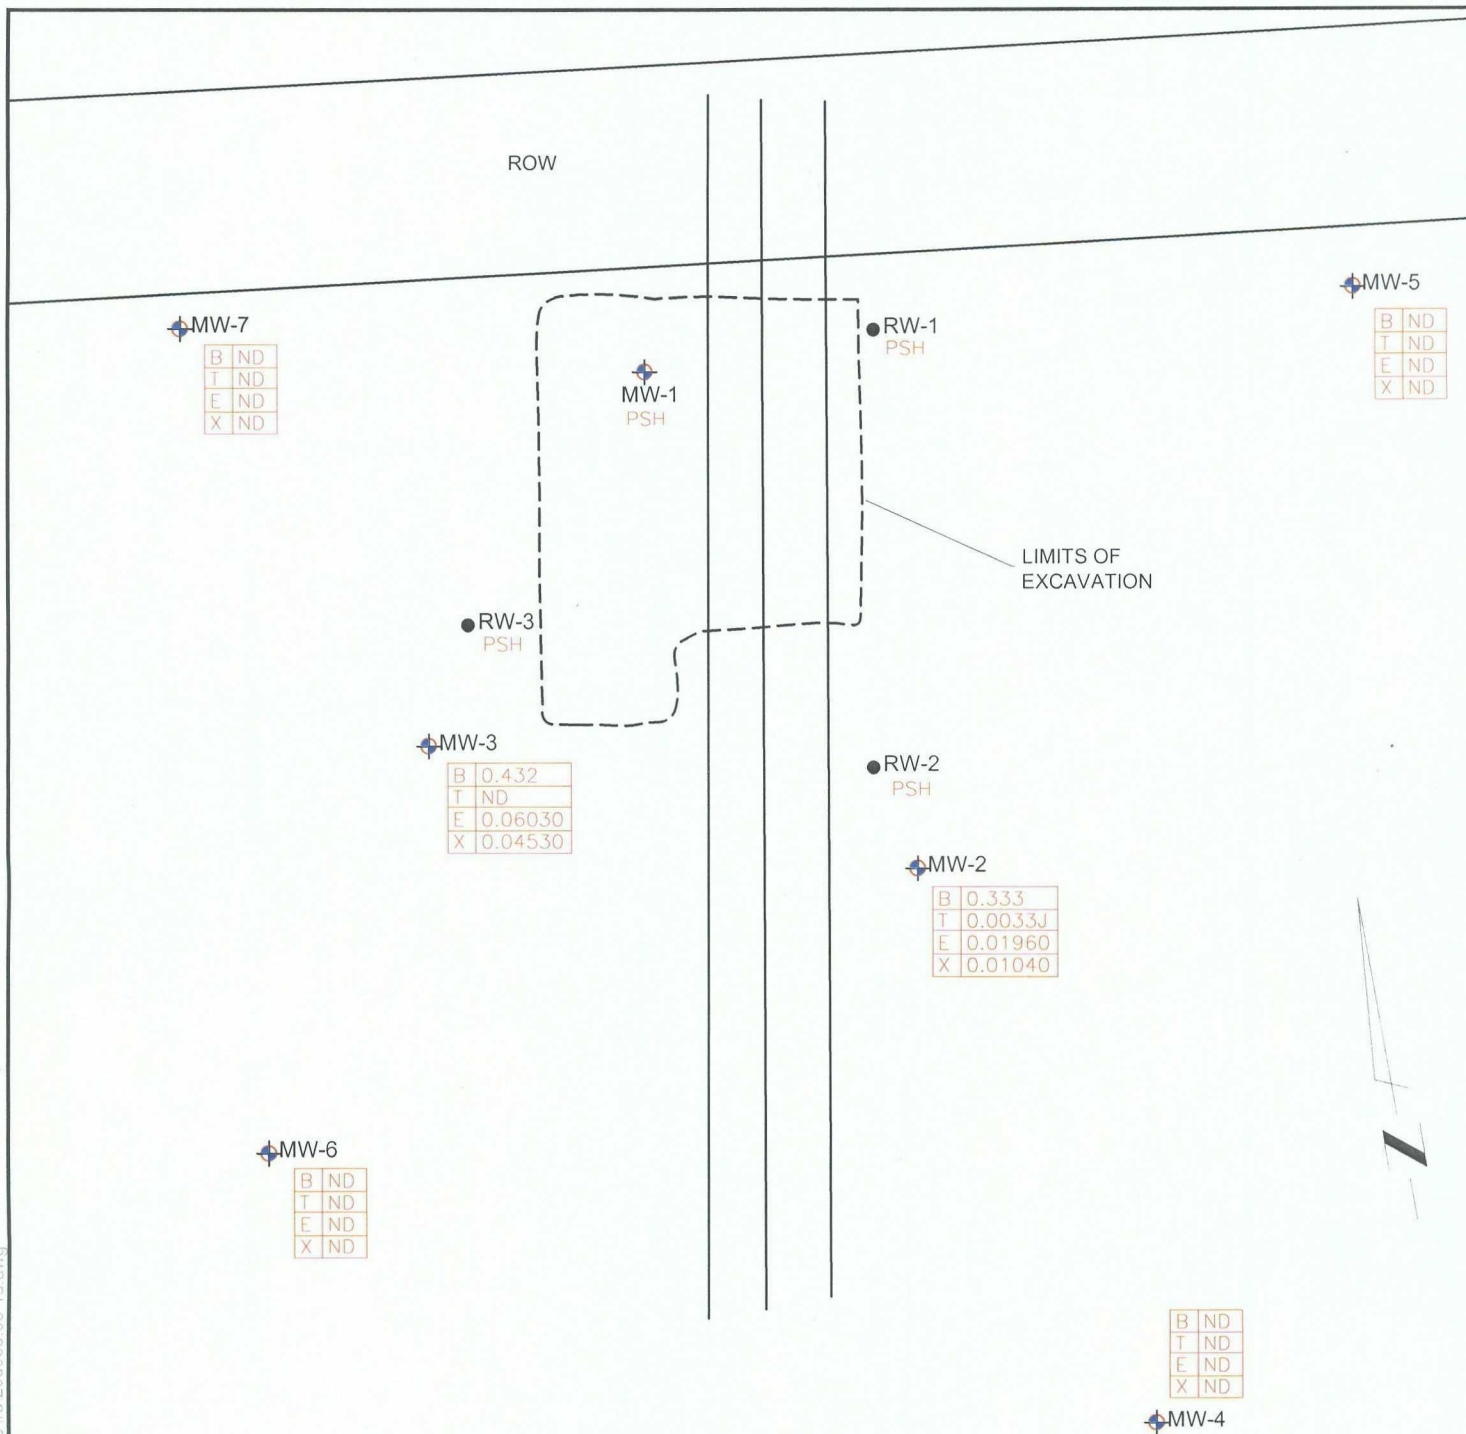 ROW
MW-5
B ND
T ND
E ND
X ND
MW-7
B ND
T ND
E ND
X ND
RW-1
PSH
MW-1
PSH
LIMITS OF
EXCAVATION
RW-3
PSH
MW-3
B 0.432
T ND
E 0.06030
X 0.04530
RW-2
PSH
MW-2
B 0.333
T 0.0033J
E 0.01960
X 0.01040
N
MW-6
B ND
T ND
E ND
X ND
B ND
T ND
E ND
X ND
MW-4